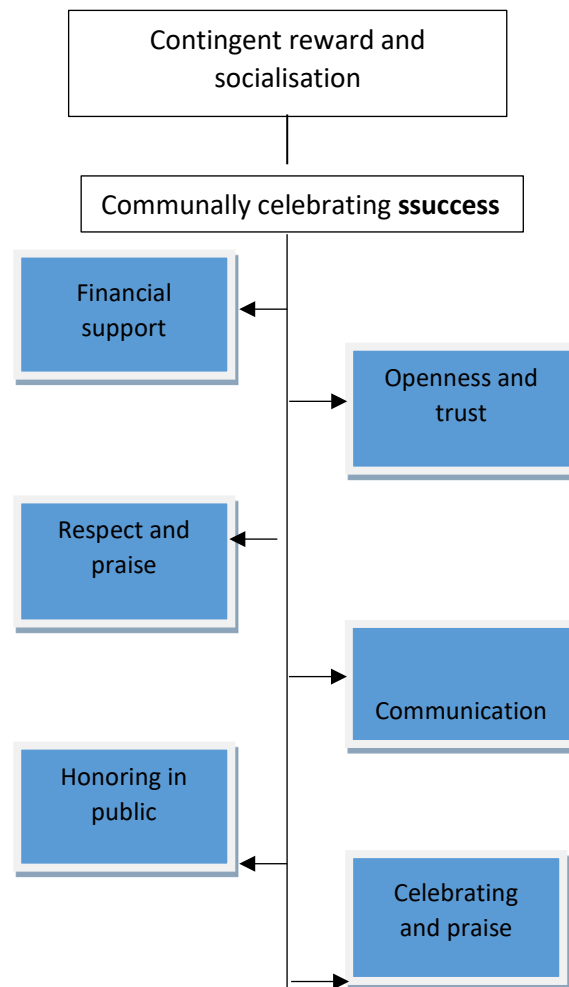 Contingent reward and
socialisation
Communally celebrating ssuccess
Financial
support
Openness and
trust
Respect and
praise
Communication
Honoring in
public
Celebrating
and praise